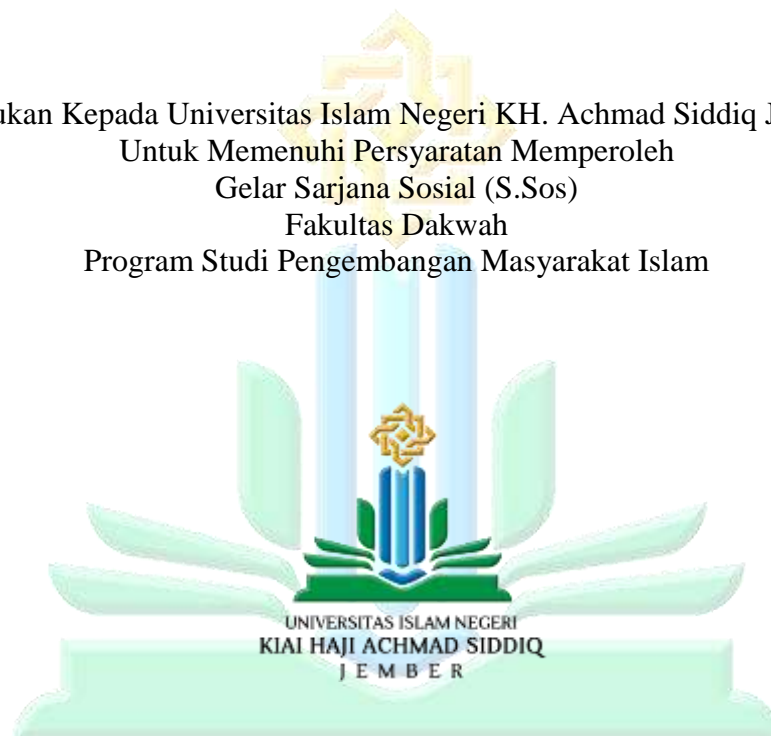 ukan Kepada Universitas Islam Negeri KH. Achmad Siddiq J
Untuk Memenuhi Persyaratan Memperoleh
Gelar Sarjana Sosial (S.Sos)
Fakultas Dakwah
Program Studi Pengembangan Masyarakat Islam
UNIVERSITAS ISLAM NEGERI
KIAI HAJI ACHMAD SIDDIQ
JEMBER